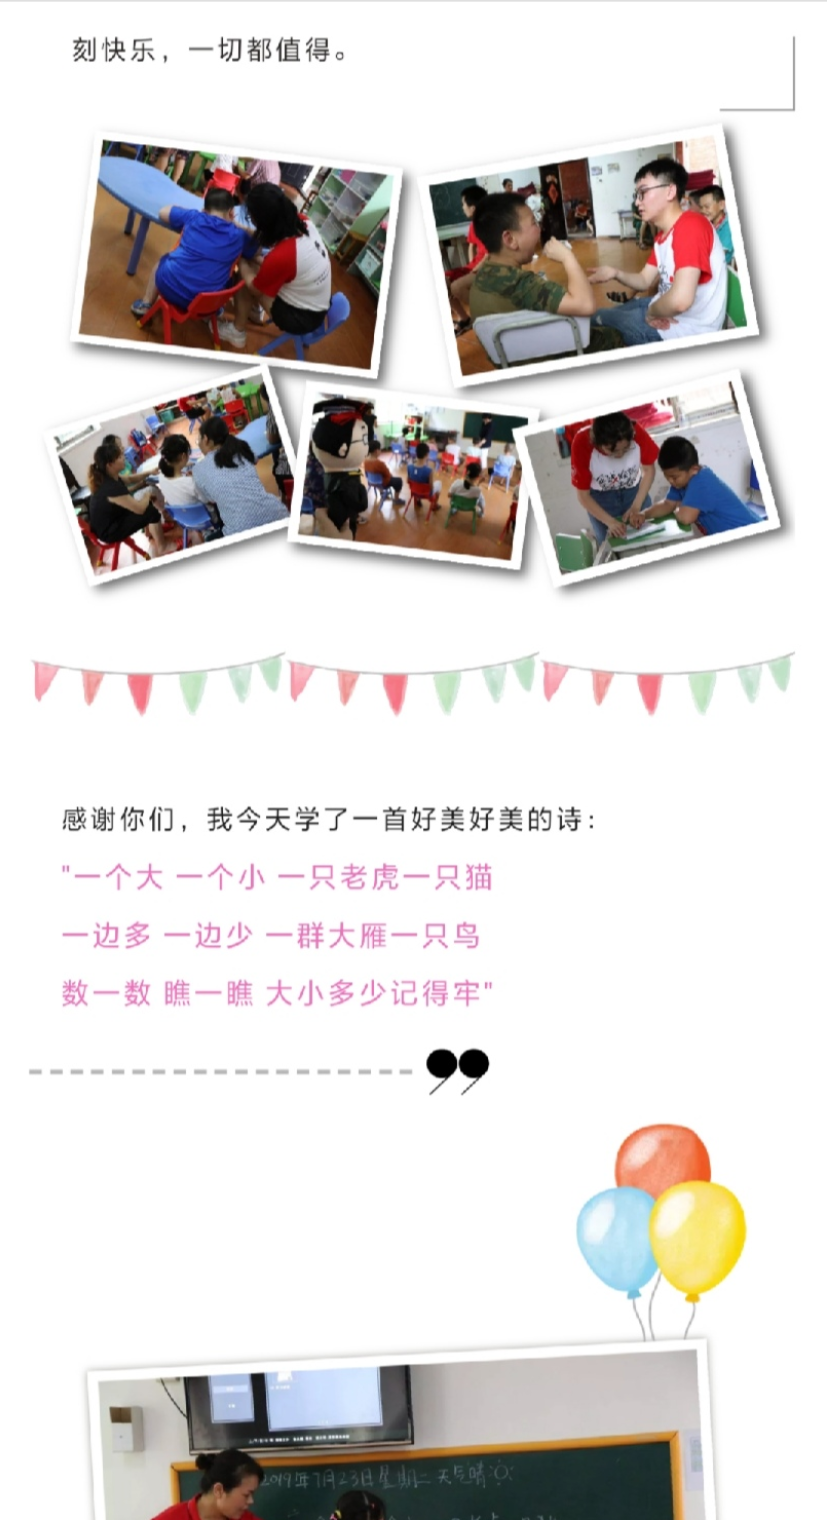 刻快乐，一切都值得。
感谢你们，我今天学了一首好美好美的诗：
"一个大 一个小 一只老虎一只猫
一边多 一边少 一群大雁一只鸟
数一数 瞧一瞧 大小多少记得牢"
2019年7月23日 星期二 天气晴